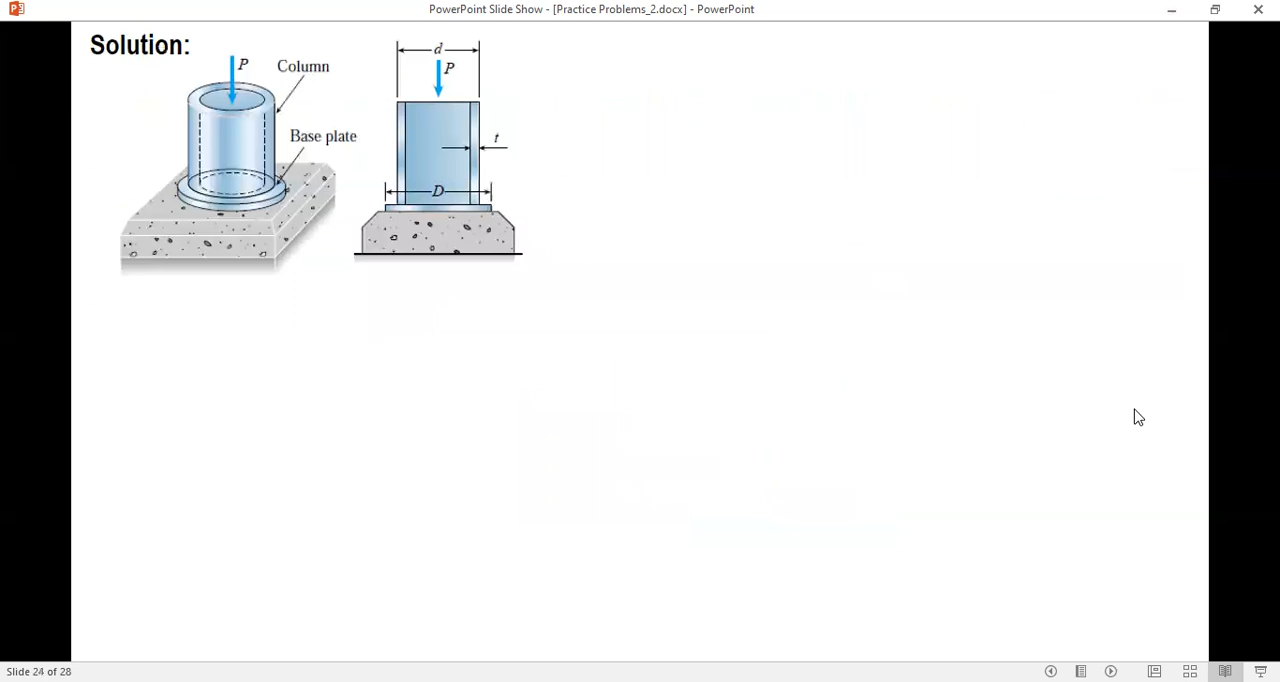 PowerPoint Slide Show - [Practice Problems_2.docx] - PowerPoint
Solution:
P
Column
Base plate
d
P
t
D
Slide 24 of 28